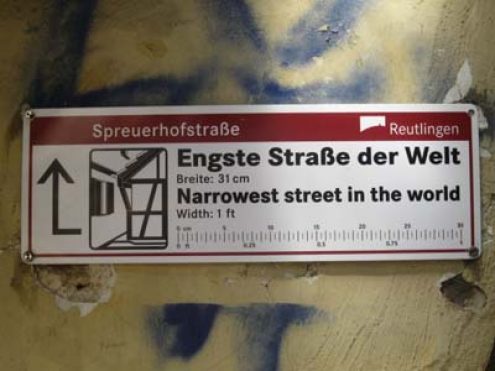 Spreuerhofstraße
Reutlingen
Engste Straße der Welt
Breite: 31 cm
Narrowest street in the world
Width: 1 ft
0 cm 5 10 15 20 25 30
0 ft 0.25 0.5 0.75 1